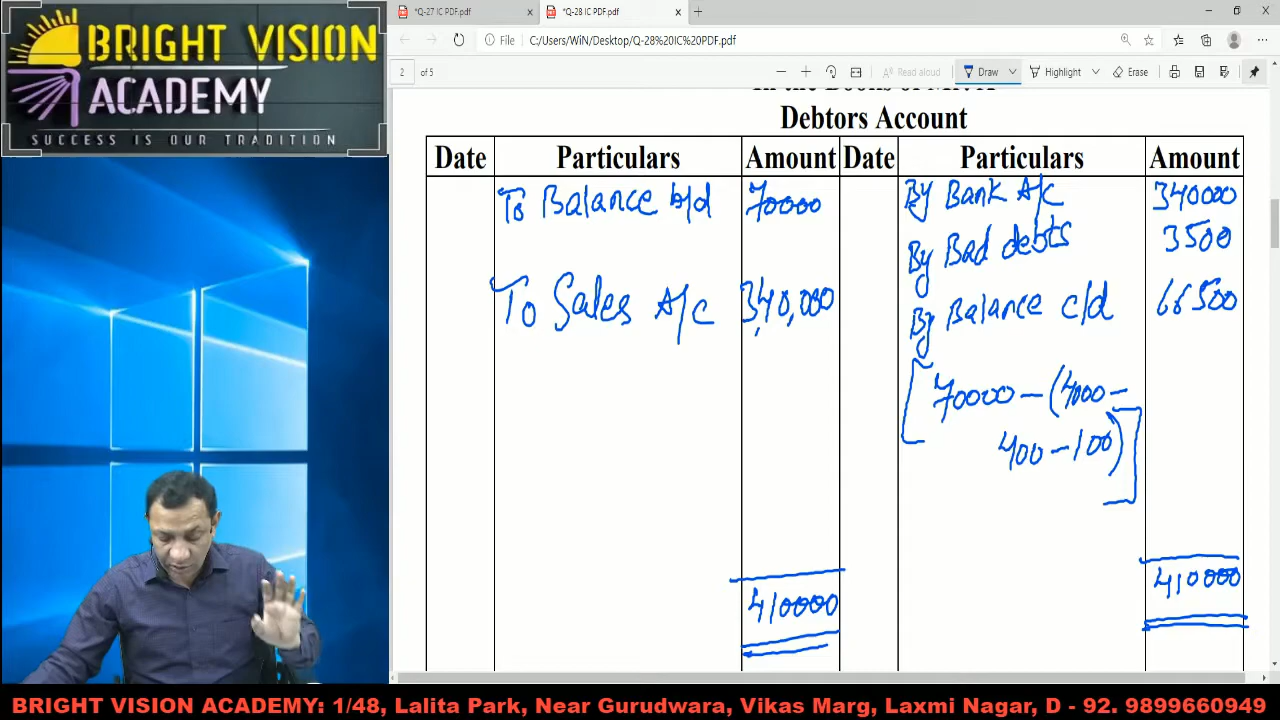 *Q-27 IC PDF.pdf
*Q-28 IC PDF.pdf
File
C:/Users/WiN/Desktop/Q-28%20IC%20PDF.pdf
2 of 5
Read aloud
Draw
Highlight
Erase
BRIGHT VISION
ACADEMY
SUCCESS IS OUR TRADITION
Debtors Account
Date Particulars Amount Date Particulars Amount
To Balance b/d 70000 By Bank A/c 340000
By Bad debts 3500
To Sales A/c 340,000 By Balance c/d 66500
[70000 - (4000 -
400 - 100)]
410000 410000
BRIGHT VISION ACADEMY: 1/48, Lalita Park, Near Gurudwara, Vikas Marg, Laxmi Nagar, D - 92. 9899660949